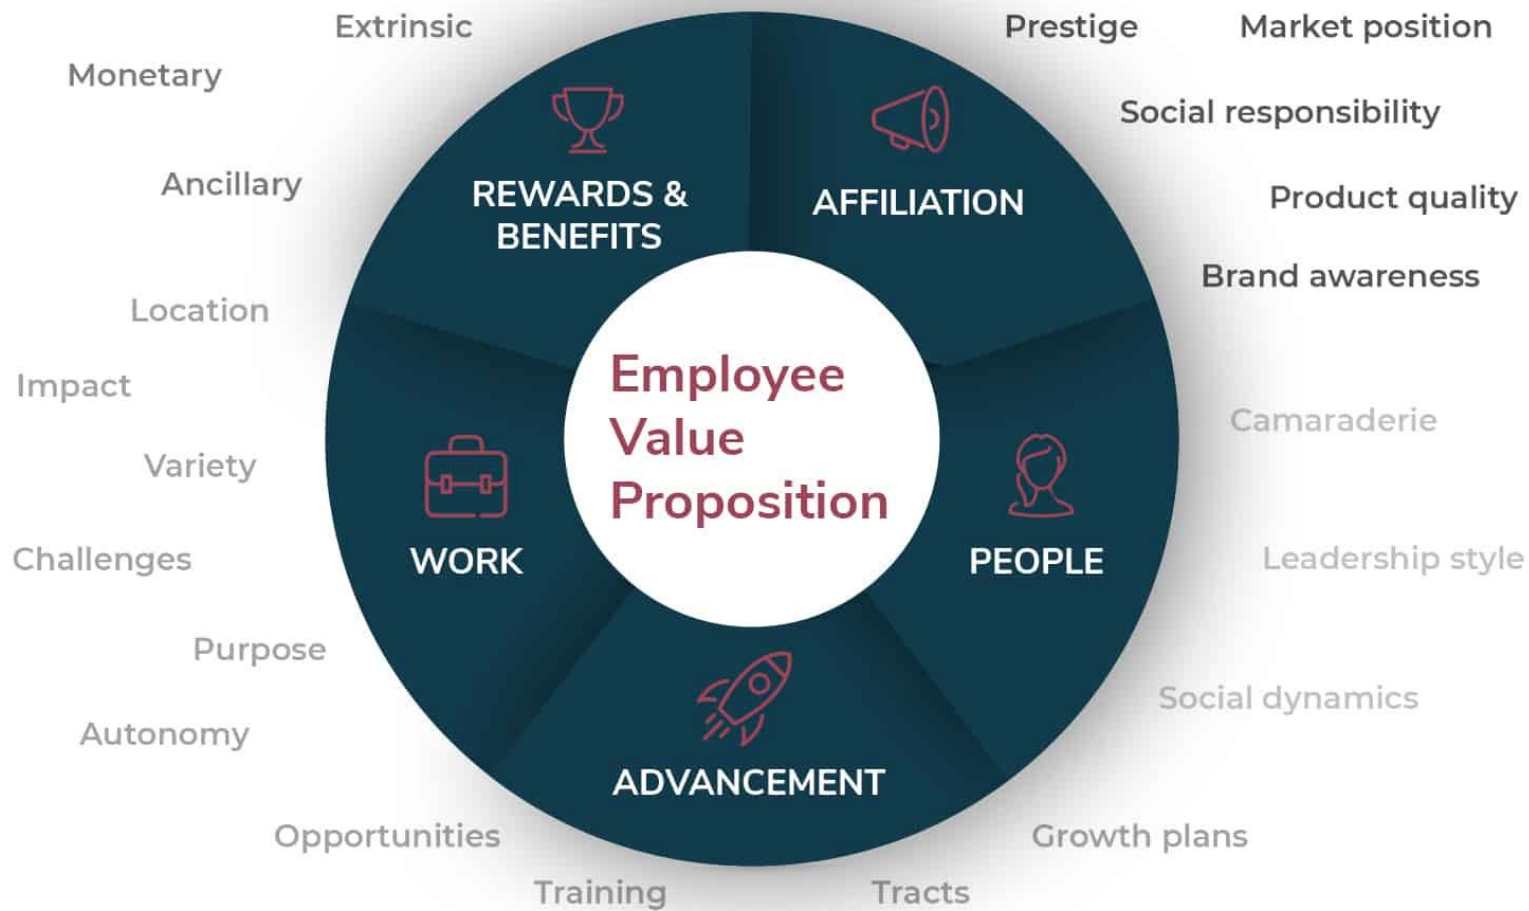 Extrinsic
Monetary
Ancillary
REWARDS &
BENEFITS
Prestige
Market position
Social responsibility
Product quality
Brand awareness
AFFILIATION
Employee
Value
Proposition
Location
Impact
Variety
Challenges
Purpose
Autonomy
WORK
Camaraderie
Leadership style
Social dynamics
PEOPLE
ADVANCEMENT
Opportunities
Training
Tracts
Growth plans